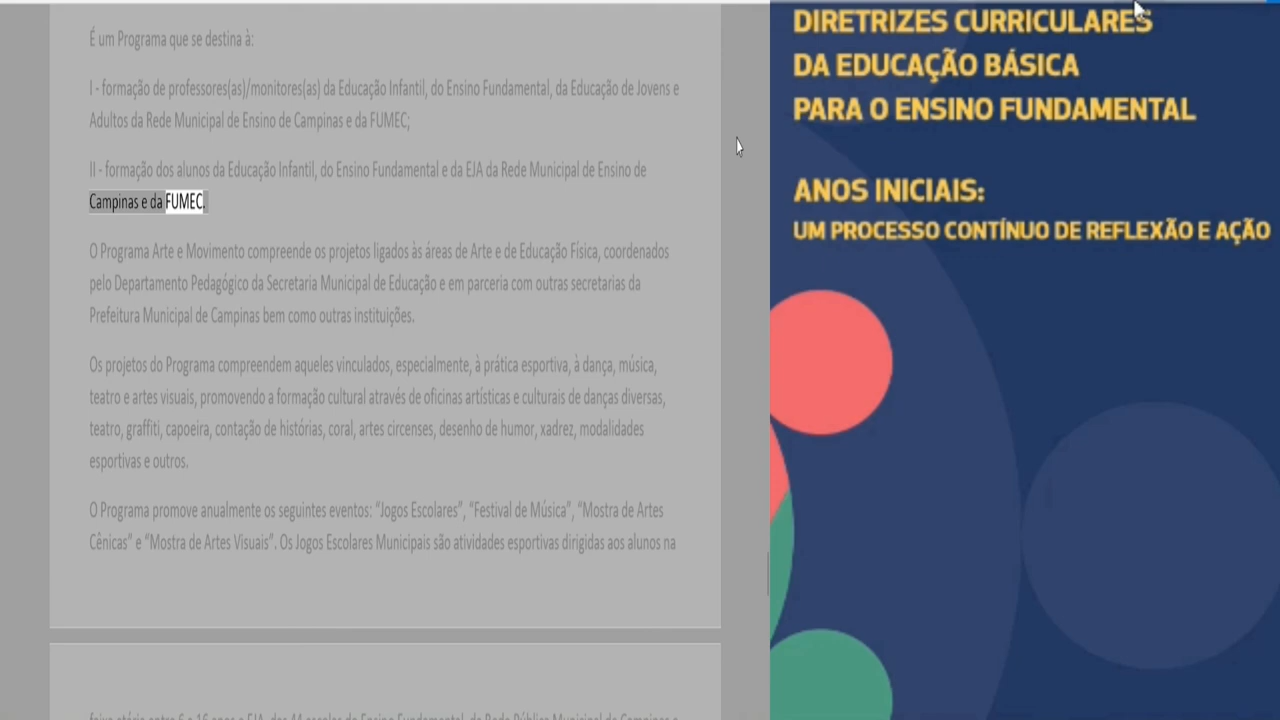 É um Programa que se destina à:
I - formação de professores(as)/monitores(as) da Educação Infantil, do Ensino Fundamental, da Educação de Jovens e
Adultos da Rede Municipal de Ensino de Campinas e da FUMEC;
II - formação dos alunos da Educação Infantil, do Ensino Fundamental e da EJA da Rede Municipal de Ensino de
Campinas e da FUMEC.
O Programa Arte e Movimento compreende os projetos ligados às áreas de Arte e de Educação Física, coordenados
pelo Departamento Pedagógico da Secretaria Municipal de Educação e em parceria com outras secretarias da
Prefeitura Municipal de Campinas bem como outras instituições.
Os projetos do Programa compreendem aqueles vinculados, especialmente, à prática esportiva, à dança, música,
teatro e artes visuais, promovendo a formação cultural através de oficinas artísticas e culturais de danças diversas,
teatro, graffiti, capoeira, contação de histórias, coral, artes circenses, desenho de humor, xadrez, modalidades
esportivas e outros.
O Programa promove anualmente os seguintes eventos: “Jogos Escolares”, “Festival de Música”, “Mostra de Artes
Cênicas” e “Mostra de Artes Visuais”. Os Jogos Escolares Municipais são atividades esportivas dirigidas aos alunos na
DIRETRIZES CURRICULARES
DA EDUCAÇÃO BÁSICA
PARA O ENSINO FUNDAMENTAL
ANOS INICIAIS:
UM PROCESSO CONTÍNUO DE REFLEXÃO E AÇÃO